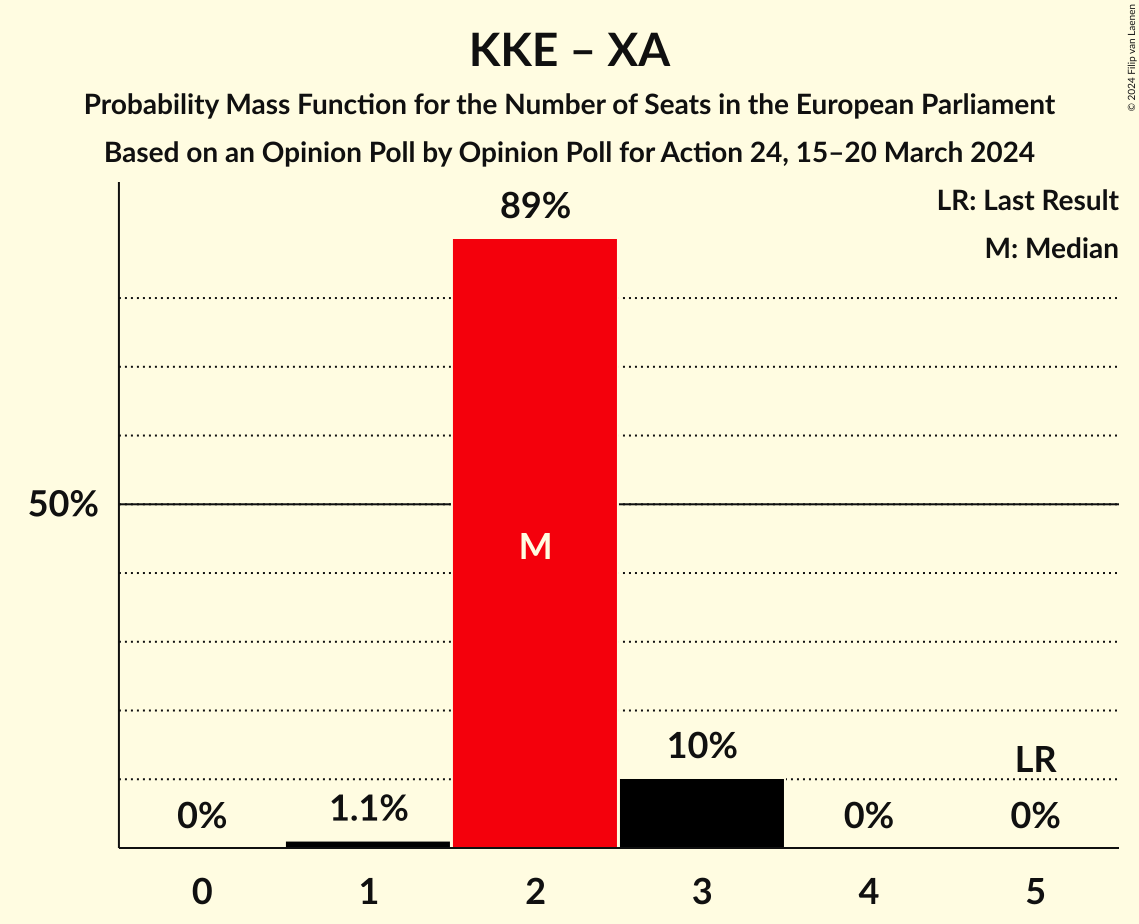 KKE – XA
Probability Mass Function for the Number of Seats in the European Parliament
Based on an Opinion Poll by Opinion Poll for Action 24, 15–20 March 2024
© 2024 Filip van Laenen
LR: Last Result
M: Median
89%
50%
M
10%
LR
0%
1.1%
0%
0%
0 1 2 3 4 5